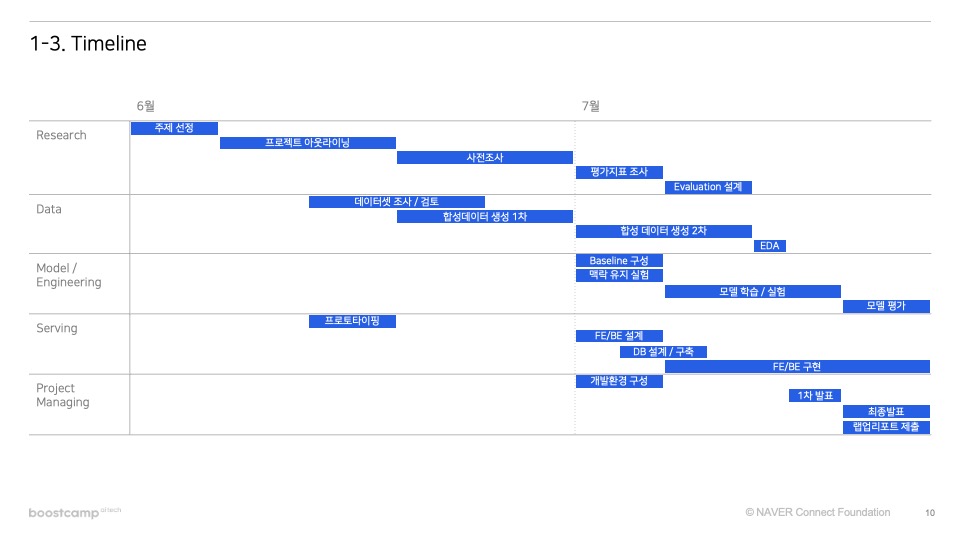 1-3. Timeline
6월
7월
Research
주제 선정
프로젝트 아웃라이닝
사전조사
평가지표 조사
Evaluation 설계
Data
데이터셋 조사 / 검토
합성데이터 생성 1차
합성 데이터 생성 2차
EDA
Model /
Engineering
Baseline 구성
맥락 유지 실험
모델 학습 / 실험
모델 평가
Serving
프로토타이핑
FE/BE 설계
DB 설계 / 구축
FE/BE 구현
Project
Managing
개발환경 구성
1차 발표
최종발표
랩업리포트 제출
boostcamp ai tech
© NAVER Connect Foundation
10